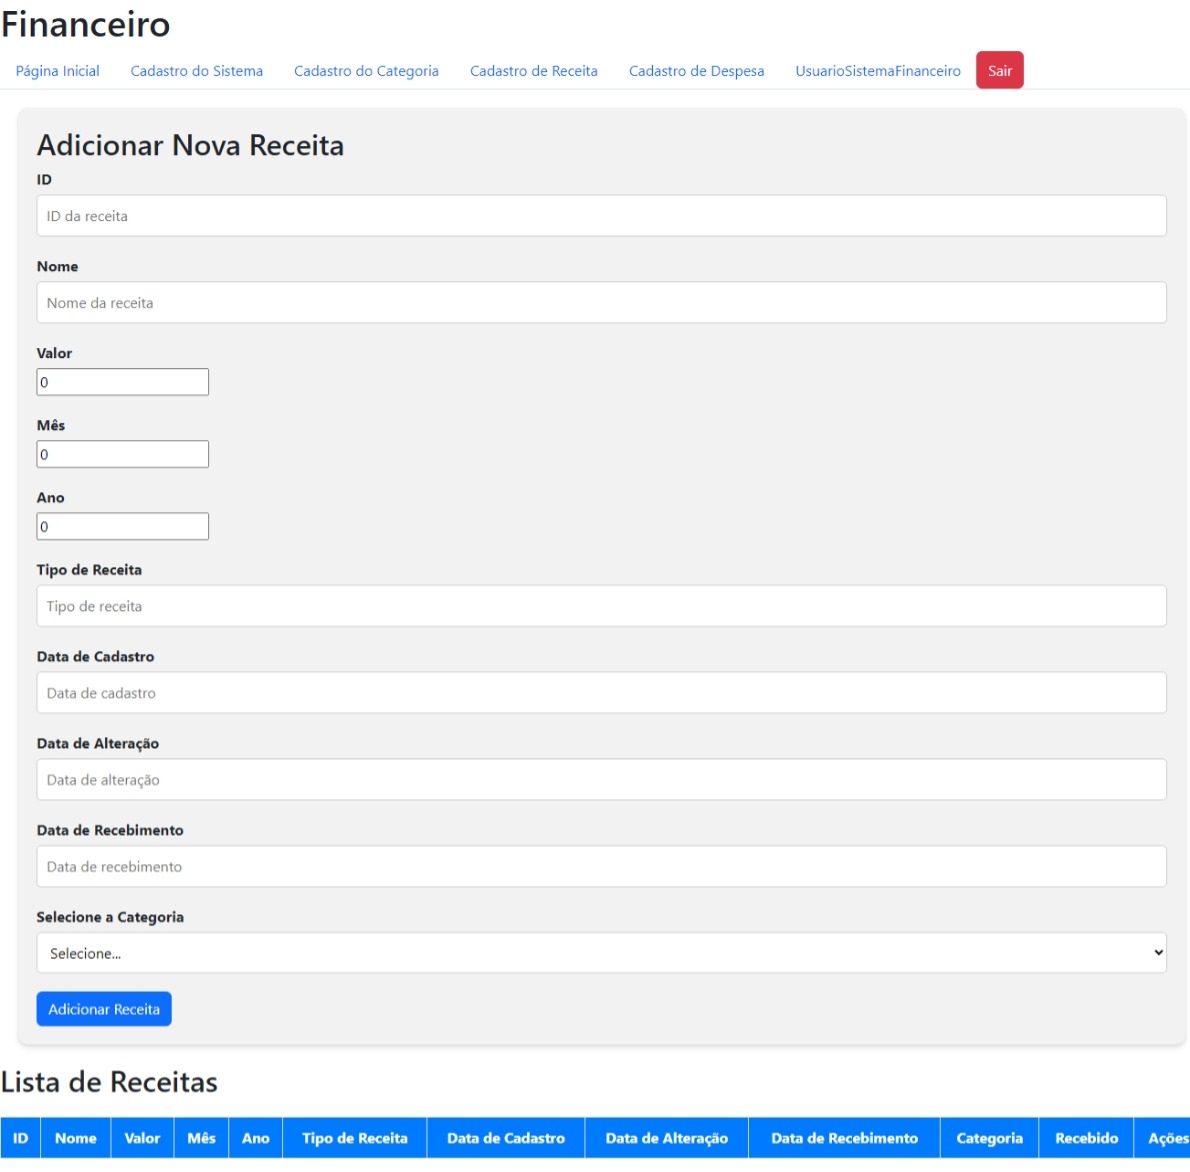 Financeiro
Página Inicial Cadastro do Sistema Cadastro do Categoria Cadastro de Receita Cadastro de Despesa UsuarioSistemaFinanceiro Sair
Adicionar Nova Receita
ID
ID da receita
Nome
Nome da receita
Valor
0
Mês
0
Ano
0
Tipo de Receita
Tipo de receita
Data de Cadastro
Data de cadastro
Data de Alteração
Data de alteração
Data de Recebimento
Data de recebimento
Selecione a Categoria
Selecione...
Adicionar Receita
Lista de Receitas
ID Nome Valor Mês Ano Tipo de Receita Data de Cadastro Data de Alteração Data de Recebimento Categoria Recebido Ações